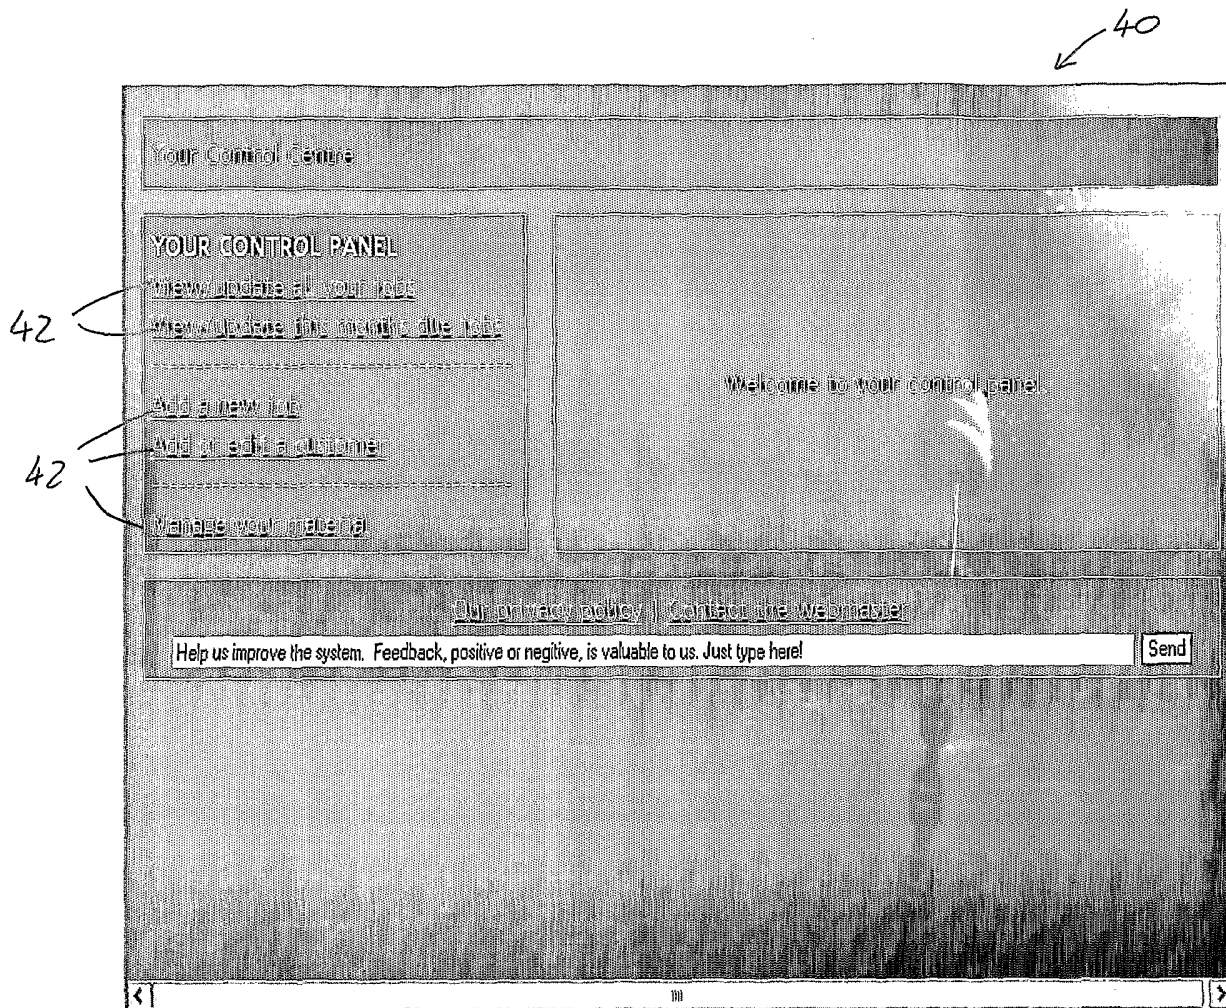 40
Your Control Centre
YOUR CONTROL PANEL
View/update all your jobs
View/update this months due jobs
42
Welcome to your control panel.
Add a new job
Add or edit a customer
42
Manage your material
Our privacy policy | Contact the webmaster
Help us improve the system. Feedback, positive or negitive, is valuable to us. Just type here! Send